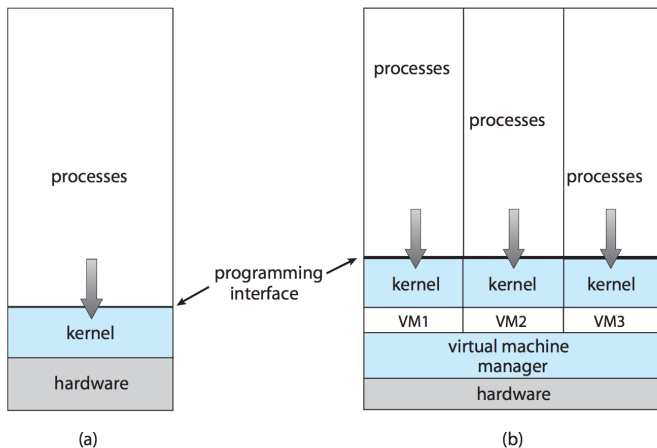 processes
kernel
hardware
(a)
programming
interface
processes
processes
processes
kernel
kernel
kernel
VM1
VM2
VM3
virtual machine
manager
hardware
(b)